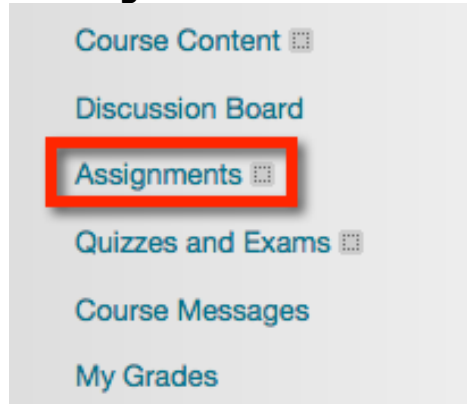 Course Content
Discussion Board
Assignments
Quizzes and Exams
Course Messages
My Grades